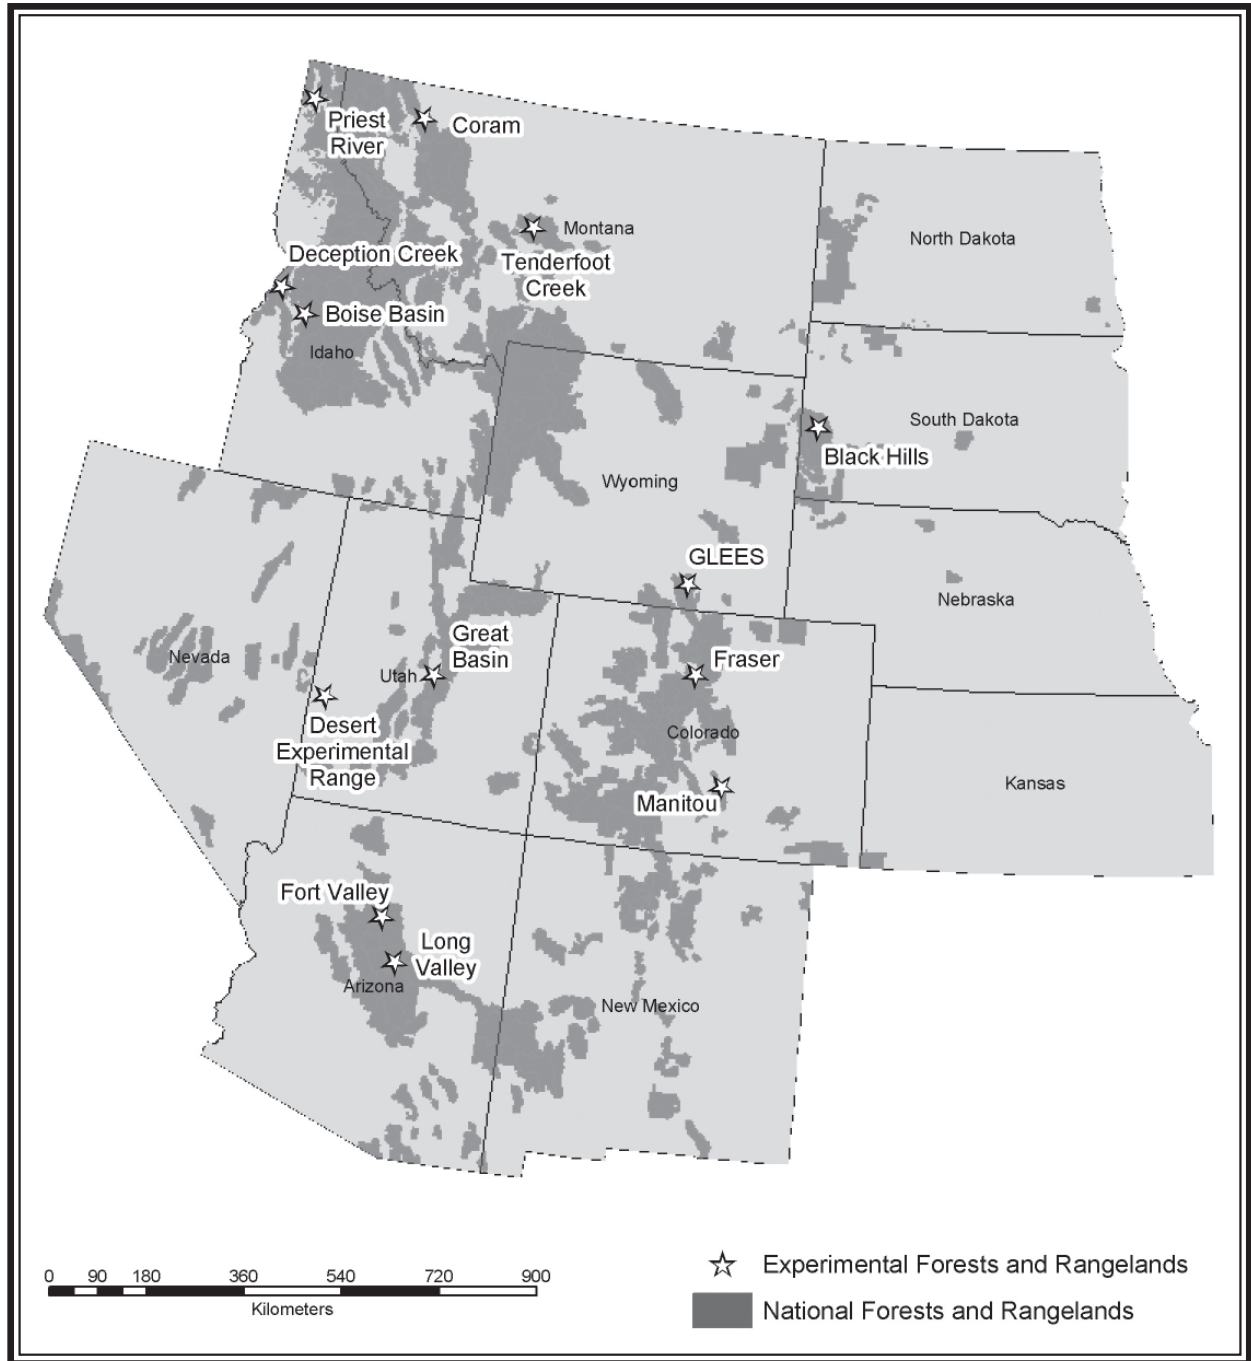 Priest
River
Coram
Montana
North Dakota
Deception Creek
Tenderfoot
Creek
Boise Basin
Idaho
South Dakota
Black Hills
Wyoming
GLEES
Nebraska
Great
Basin
Nevada
Utah
Fraser
Desert
Experimental
Range
Colorado
Kansas
Manitou
Fort Valley
Long
Valley
Arizona
New Mexico
0 90 180 360 540 720 900
Kilometers
Experimental Forests and Rangelands
National Forests and Rangelands